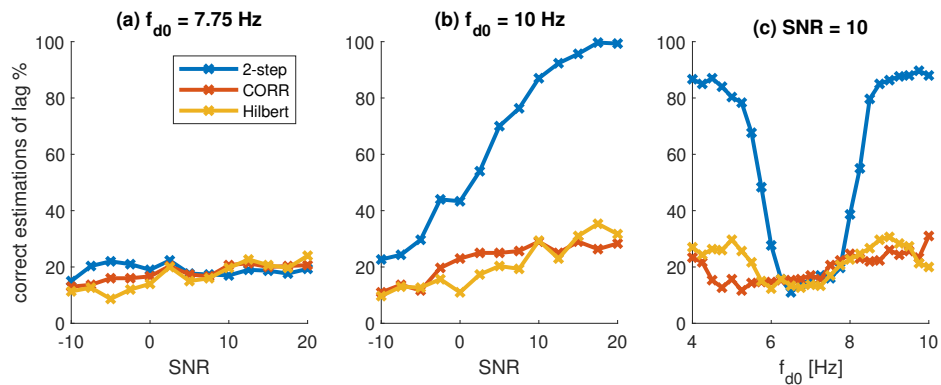 (a) f_d0 = 7.75 Hz
(b) f_d0 = 10 Hz
(c) SNR = 10
correct estimations of lag %
100
80
60
40
20
0
2-step
CORR
Hilbert
-10 0 10 20
SNR
100
80
60
40
20
0
-10 0 10 20
SNR
100
80
60
40
20
0
4 6 8 10
f_d0 [Hz]